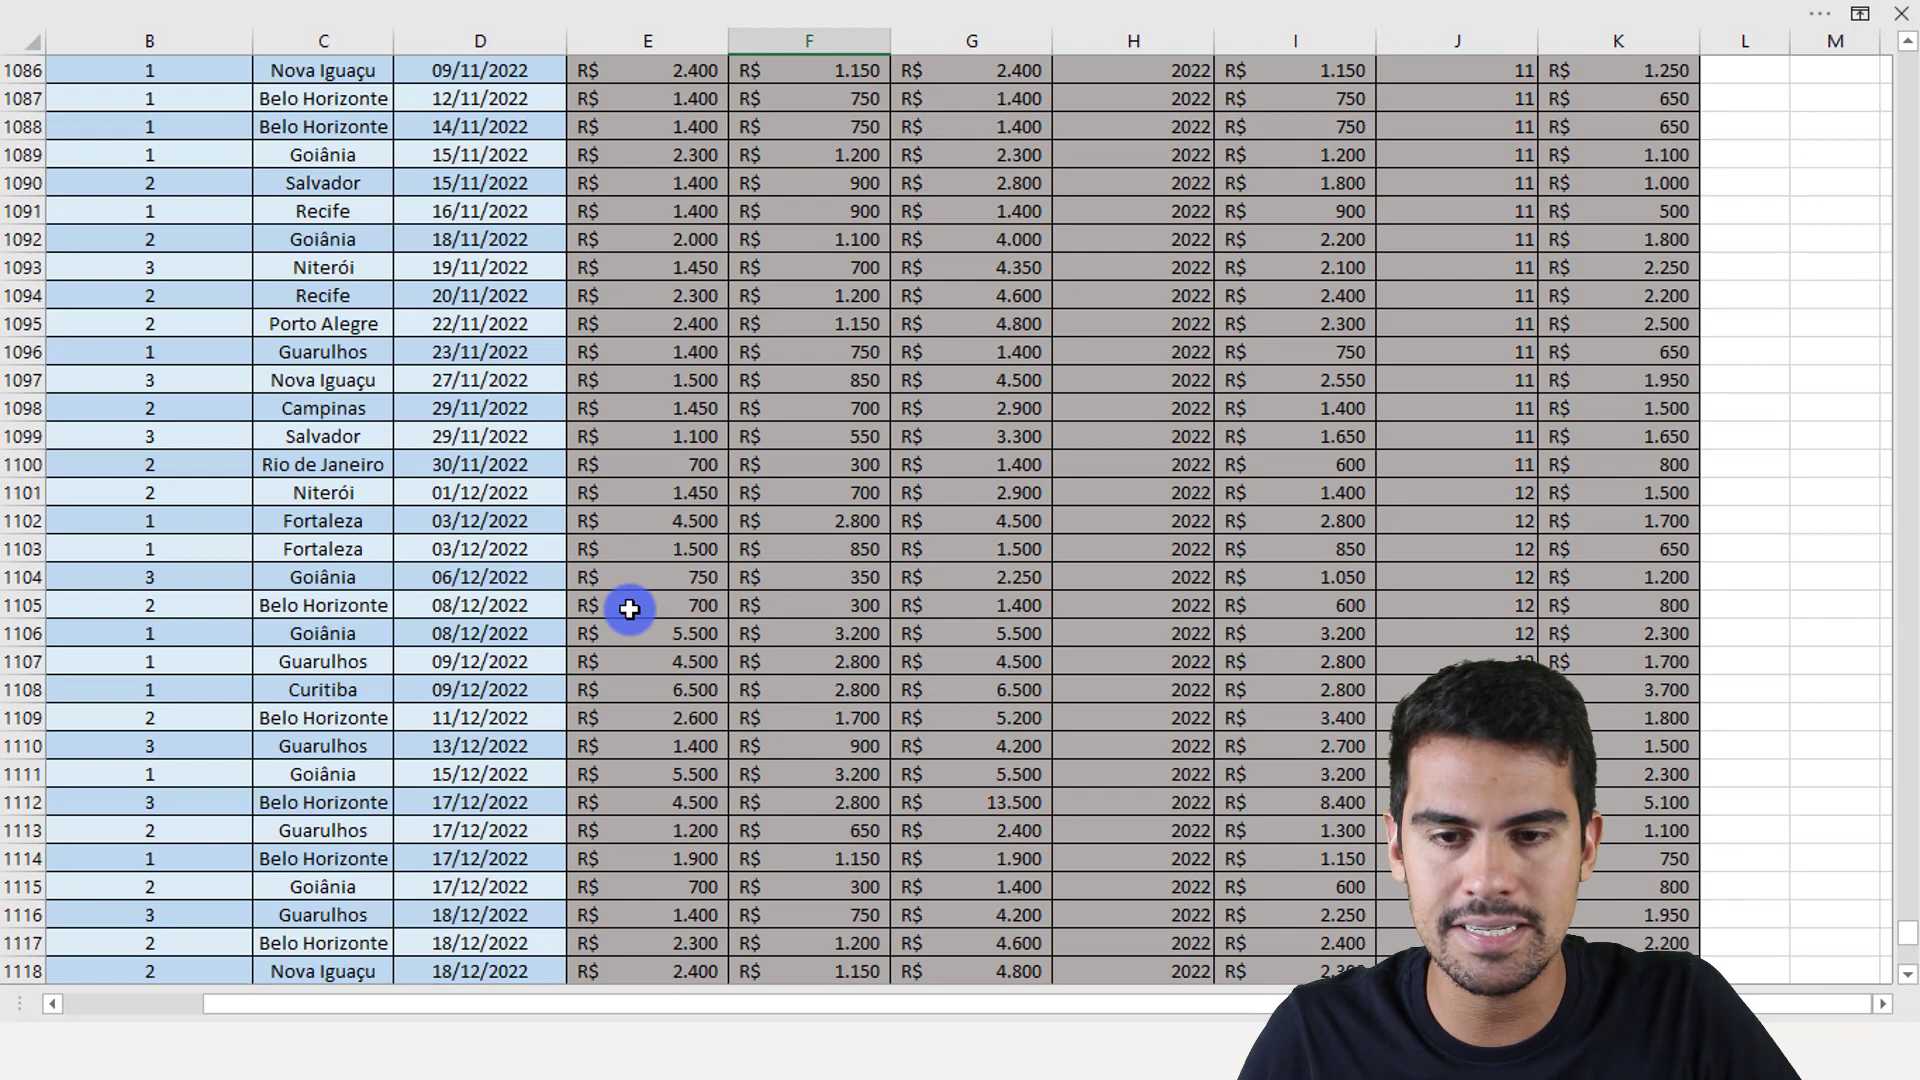 B C D E F G H I J K L M
1086 1 Nova Iguaçu 09/11/2022 R$ 2.400 R$ 1.150 R$ 2.400 2022 R$ 1.150 11 R$ 1.250
1087 1 Belo Horizonte 12/11/2022 R$ 1.400 R$ 750 R$ 1.400 2022 R$ 750 11 R$ 650
1088 1 Belo Horizonte 14/11/2022 R$ 1.400 R$ 750 R$ 1.400 2022 R$ 750 11 R$ 650
1089 1 Goiânia 15/11/2022 R$ 2.300 R$ 1.200 R$ 2.300 2022 R$ 1.200 11 R$ 1.100
1090 2 Salvador 15/11/2022 R$ 1.400 R$ 900 R$ 2.800 2022 R$ 1.800 11 R$ 1.000
1091 1 Recife 16/11/2022 R$ 1.400 R$ 900 R$ 1.400 2022 R$ 900 11 R$ 500
1092 2 Goiânia 18/11/2022 R$ 2.000 R$ 1.100 R$ 4.000 2022 R$ 2.200 11 R$ 1.800
1093 3 Niterói 19/11/2022 R$ 1.450 R$ 700 R$ 4.350 2022 R$ 2.100 11 R$ 2.250
1094 2 Recife 20/11/2022 R$ 2.300 R$ 1.200 R$ 4.600 2022 R$ 2.400 11 R$ 2.200
1095 2 Porto Alegre 22/11/2022 R$ 2.400 R$ 1.150 R$ 4.800 2022 R$ 2.300 11 R$ 2.500
1096 1 Guarulhos 23/11/2022 R$ 1.400 R$ 750 R$ 1.400 2022 R$ 750 11 R$ 650
1097 3 Nova Iguaçu 27/11/2022 R$ 1.500 R$ 850 R$ 4.500 2022 R$ 2.550 11 R$ 1.950
1098 2 Campinas 29/11/2022 R$ 1.450 R$ 700 R$ 2.900 2022 R$ 1.400 11 R$ 1.500
1099 3 Salvador 29/11/2022 R$ 1.100 R$ 550 R$ 3.300 2022 R$ 1.650 11 R$ 1.650
1100 2 Rio de Janeiro 30/11/2022 R$ 700 R$ 300 R$ 1.400 2022 R$ 600 11 R$ 800
1101 2 Niterói 01/12/2022 R$ 1.450 R$ 700 R$ 2.900 2022 R$ 1.400 12 R$ 1.500
1102 1 Fortaleza 03/12/2022 R$ 4.500 R$ 2.800 R$ 4.500 2022 R$ 2.800 12 R$ 1.700
1103 1 Fortaleza 03/12/2022 R$ 1.500 R$ 850 R$ 1.500 2022 R$ 850 12 R$ 650
1104 3 Goiânia 06/12/2022 R$ 750 R$ 350 R$ 2.250 2022 R$ 1.050 12 R$ 1.200
1105 2 Belo Horizonte 08/12/2022 R$ 700 R$ 300 R$ 1.400 2022 R$ 600 12 R$ 800
1106 1 Goiânia 08/12/2022 R$ 5.500 R$ 3.200 R$ 5.500 2022 R$ 3.200 12 R$ 2.300
1107 1 Guarulhos 09/12/2022 R$ 4.500 R$ 2.800 R$ 4.500 2022 R$ 2.800 12 R$ 1.700
1108 1 Curitiba 09/12/2022 R$ 6.500 R$ 2.800 R$ 6.500 2022 R$ 2.800 3.700
1109 2 Belo Horizonte 11/12/2022 R$ 2.600 R$ 1.700 R$ 5.200 2022 R$ 3.400 1.800
1110 3 Guarulhos 13/12/2022 R$ 1.400 R$ 900 R$ 4.200 2022 R$ 2.700 1.500
1111 1 Goiânia 15/12/2022 R$ 5.500 R$ 3.200 R$ 5.500 2022 R$ 3.200 2.300
1112 3 Belo Horizonte 17/12/2022 R$ 4.500 R$ 2.800 R$ 13.500 2022 R$ 8.400 5.100
1113 2 Guarulhos 17/12/2022 R$ 1.200 R$ 650 R$ 2.400 2022 R$ 1.300 1.100
1114 1 Belo Horizonte 17/12/2022 R$ 1.900 R$ 1.150 R$ 1.900 2022 R$ 1.150 750
1115 2 Goiânia 17/12/2022 R$ 700 R$ 300 R$ 1.400 2022 R$ 600 800
1116 3 Guarulhos 18/12/2022 R$ 1.400 R$ 750 R$ 4.200 2022 R$ 2.250 1.950
1117 2 Belo Horizonte 18/12/2022 R$ 2.300 R$ 1.200 R$ 4.600 2022 R$ 2.400 2.200
1118 2 Nova Iguaçu 18/12/2022 R$ 2.400 R$ 1.150 R$ 4.800 2022 R$